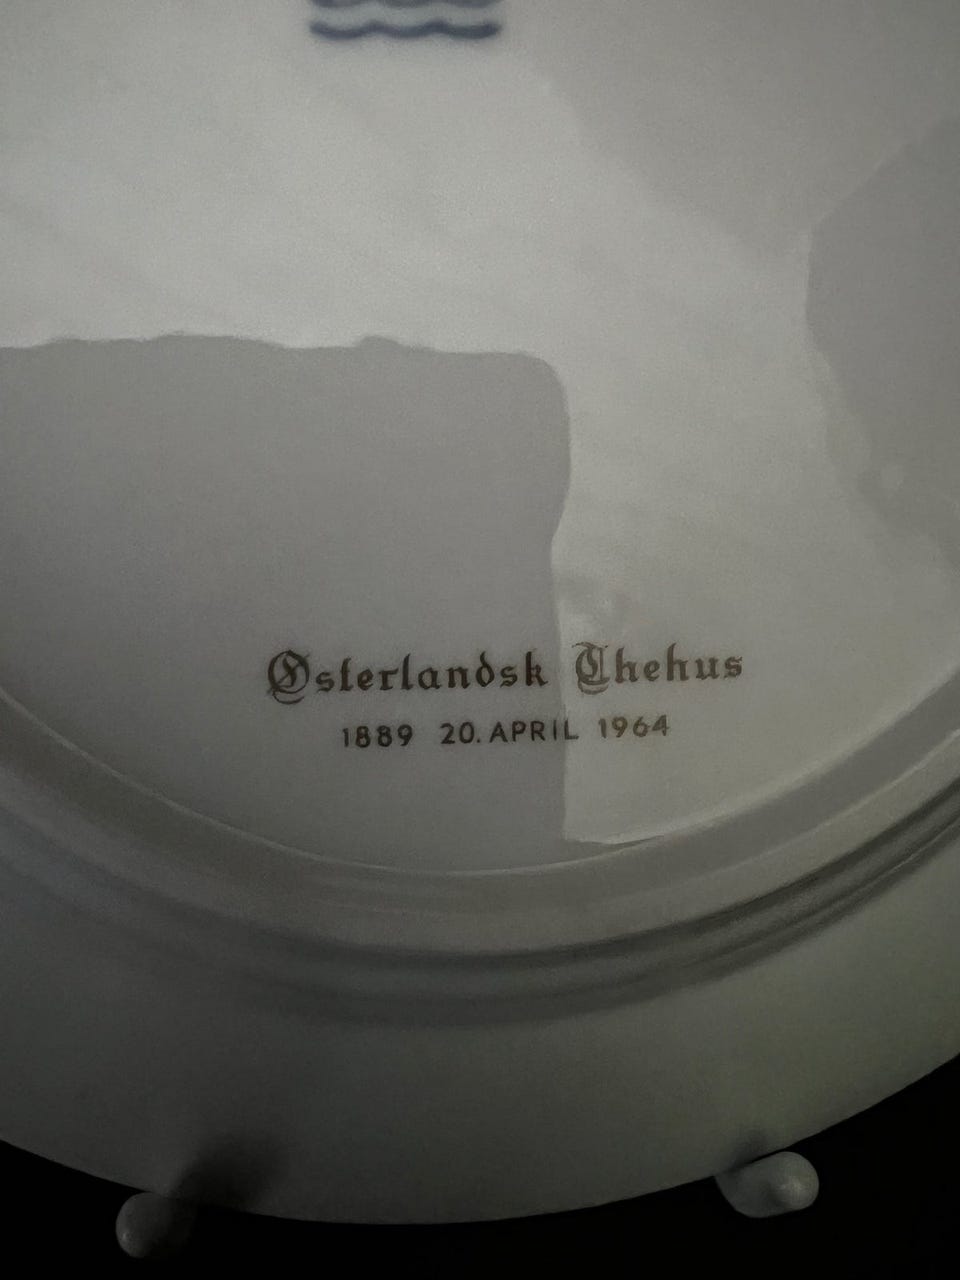 Østerlandsk Thehus
1889 20. APRIL 1964